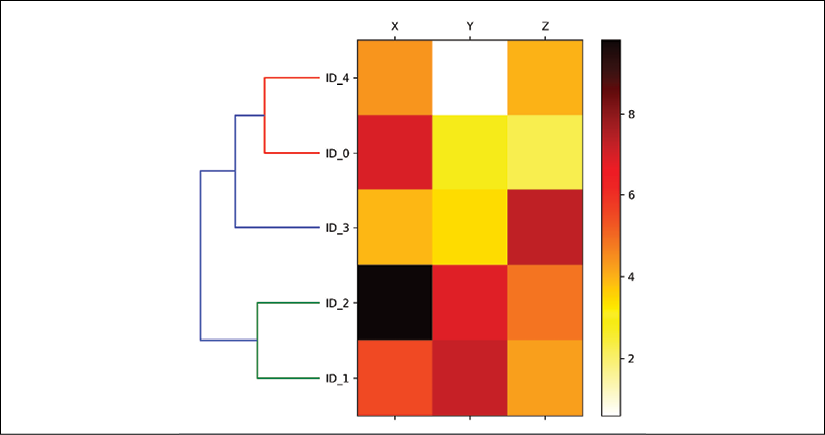 X Y Z
ID_4
ID_0
ID_3
ID_2
ID_1
8
6
4
2